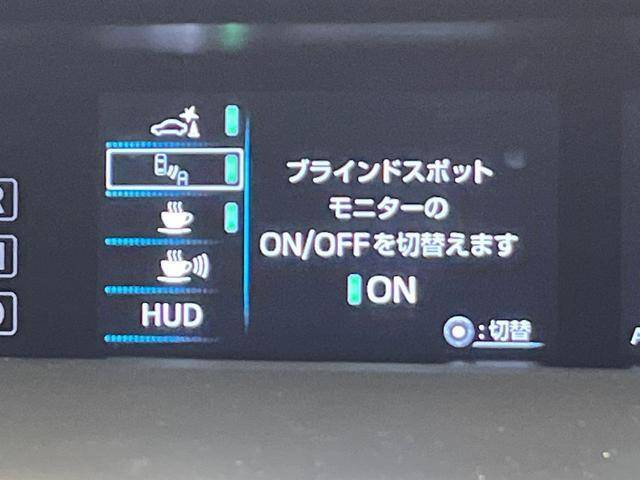 ブラインドスポット
モニターの
ON/OFFを切替えます
ON
HUD
:切替